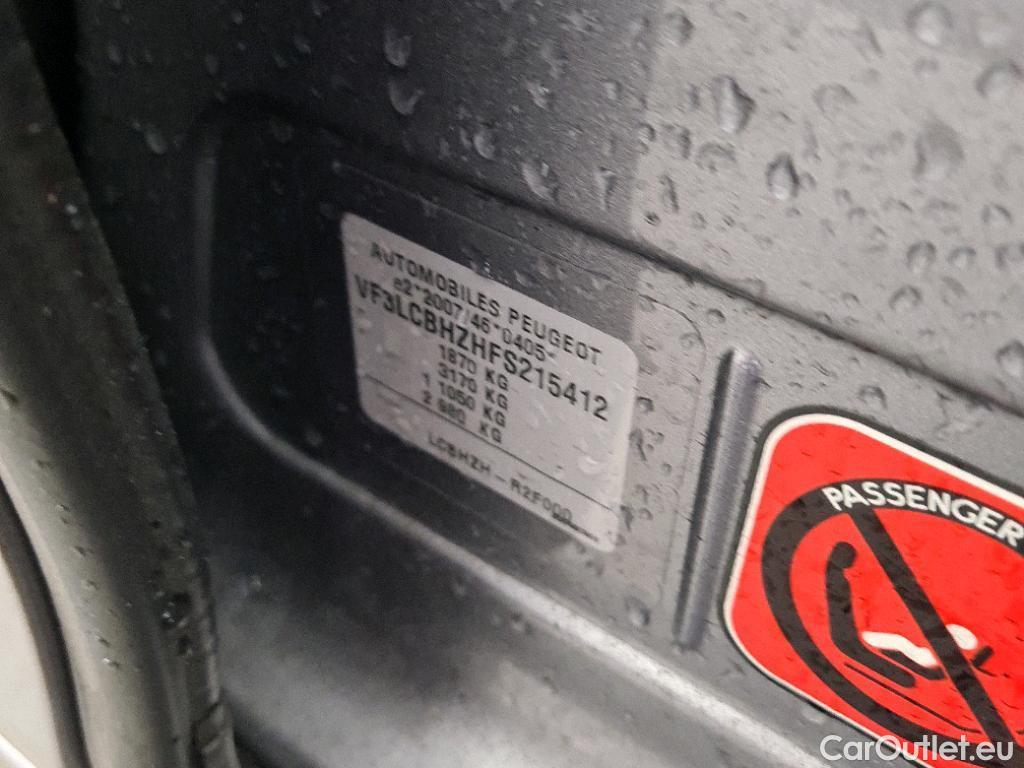 AUTOMOBILES PEUGEOT
e2*2007/46*0405-
VF3LCBHZHFS215412
1870 KG
3170 KG
1 1050 KG
2 980 KG
LCBHZH-R2F000
PASSENGER
CarOutlet.eu